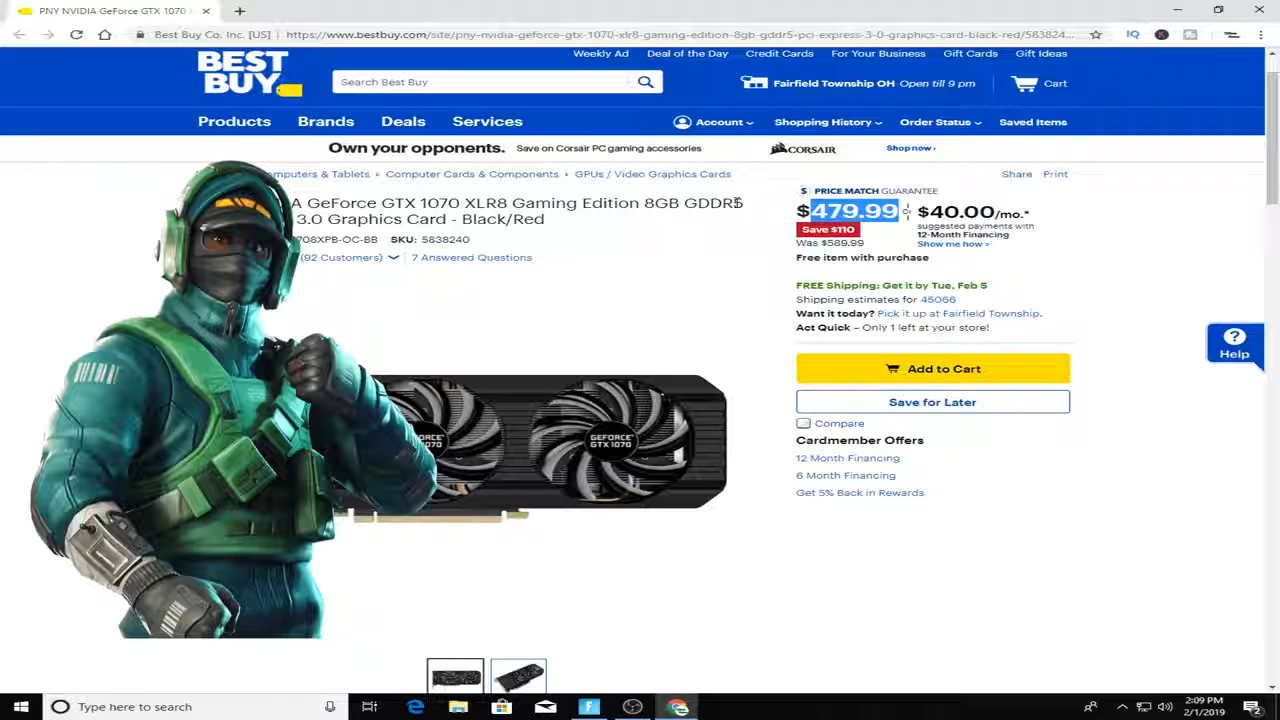 PNY NVIDIA GeForce GTX 1070
Best Buy Co, Inc. [US]
https://www.bestbuy.com/site/pny-nvidia-geforce-gtx-1070-xlr8-gaming-edition-8gb-gddr5-pci-express-3-0-graphics-card-black-red/583824...
IQ
K
Weekly Ad Deal of the Day Credit Cards For Your Business Gift Cards Gift Ideas
BEST
BUY
Search Best Buy
Fairfield Township OH Open till 9 pm
Cart
Products Brands Deals Services
Account Shopping History Order Status Saved Items
Own your opponents. Save on Corsair PC gaming accessories
CORSAIR
Shop now ›
omputers & Tablets Computer Cards & Components GPUs / Video Graphics Cards
Share Print
A GeForce GTX 1070 XLR8 Gaming Edition 8GB GDDR5
3.0 Graphics Card - Black/Red
708XPB-OC-BB SKU: 5838240
(92 Customers) 7 Answered Questions
$ PRICE MATCH GUARANTEE
$479.99 or $40.00/mo.*
Save $110
Was $589.99
suggested payments with
12-Month Financing
Show me how >
Free item with purchase
FREE Shipping: Get it by Tue, Feb 5
Shipping estimates for 45066
Want it today? Pick it up at Fairfield Township.
Act Quick – Only 1 left at your store!
? Help
Add to Cart
Save for Later
Compare
Cardmember Offers
12 Month Financing
6 Month Financing
Get 5% Back in Rewards
ORCE
070
GEFORCE
GTX 1070
Type here to search
2:09 PM
2/1/2019
2